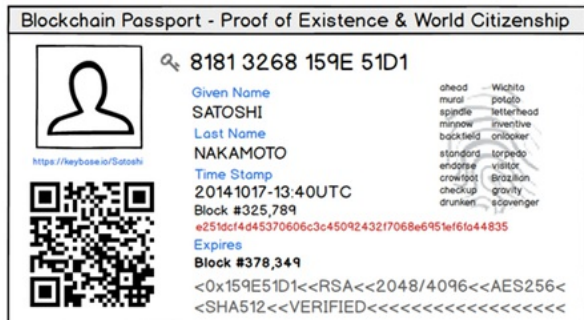 Blockchain Passport - Proof of Existence & World Citizenship
8181 3268 159E 51D1
Given Name
SATOSHI
Last Name
NAKAMOTO
Time Stamp
20141017-13:40UTC
Block #325,789
e251dcf4d45370606c3c45092432f7068e6951ef6fa44835
Expires
Block #378,349
https://keybase.io/Satoshi
ahead Wichita
mural potato
spindle letterhead
minnow inventive
backfield onlooker
standard torpedo
endorse visitor
crowfoot Brazilian
checkup gravity
drunken scavenger
<0x159E51D1<<RSA<<2048/4096<<AES256<
<SHA512<<VERIFIED<<<<<<<<<<<<<<<<<<